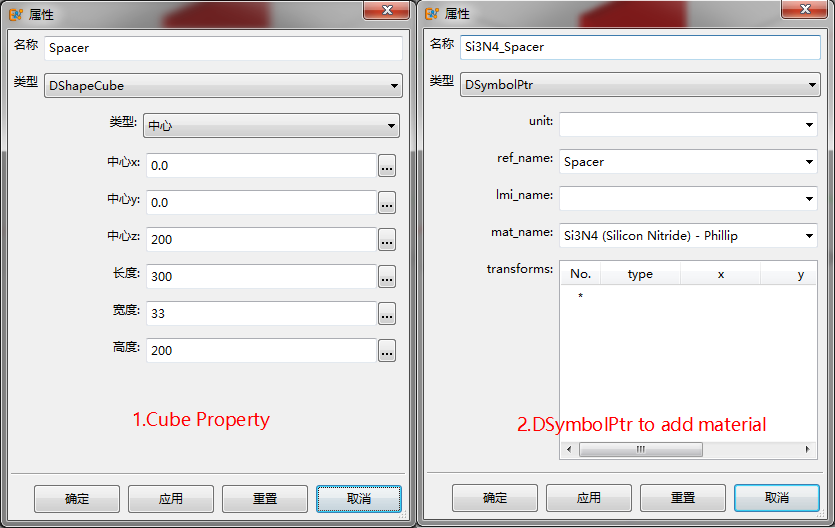 属性
名称 Spacer
类型 DShapeCube
类型: 中心
中心x: 0.0 ...
中心y: 0.0 ...
中心z: 200 ...
长度: 300 ...
宽度: 33 ...
高度: 200 ...
1.Cube Property
确定 应用 重置 取消
属性
名称 Si3N4_Spacer
类型 DSymbolPtr
unit:
ref_name: Spacer
lmi_name:
mat_name: Si3N4 (Silicon Nitride) - Phillip
transforms: No. type x y
*
2.DSymbolPtr to add material
确定 应用 重置 取消